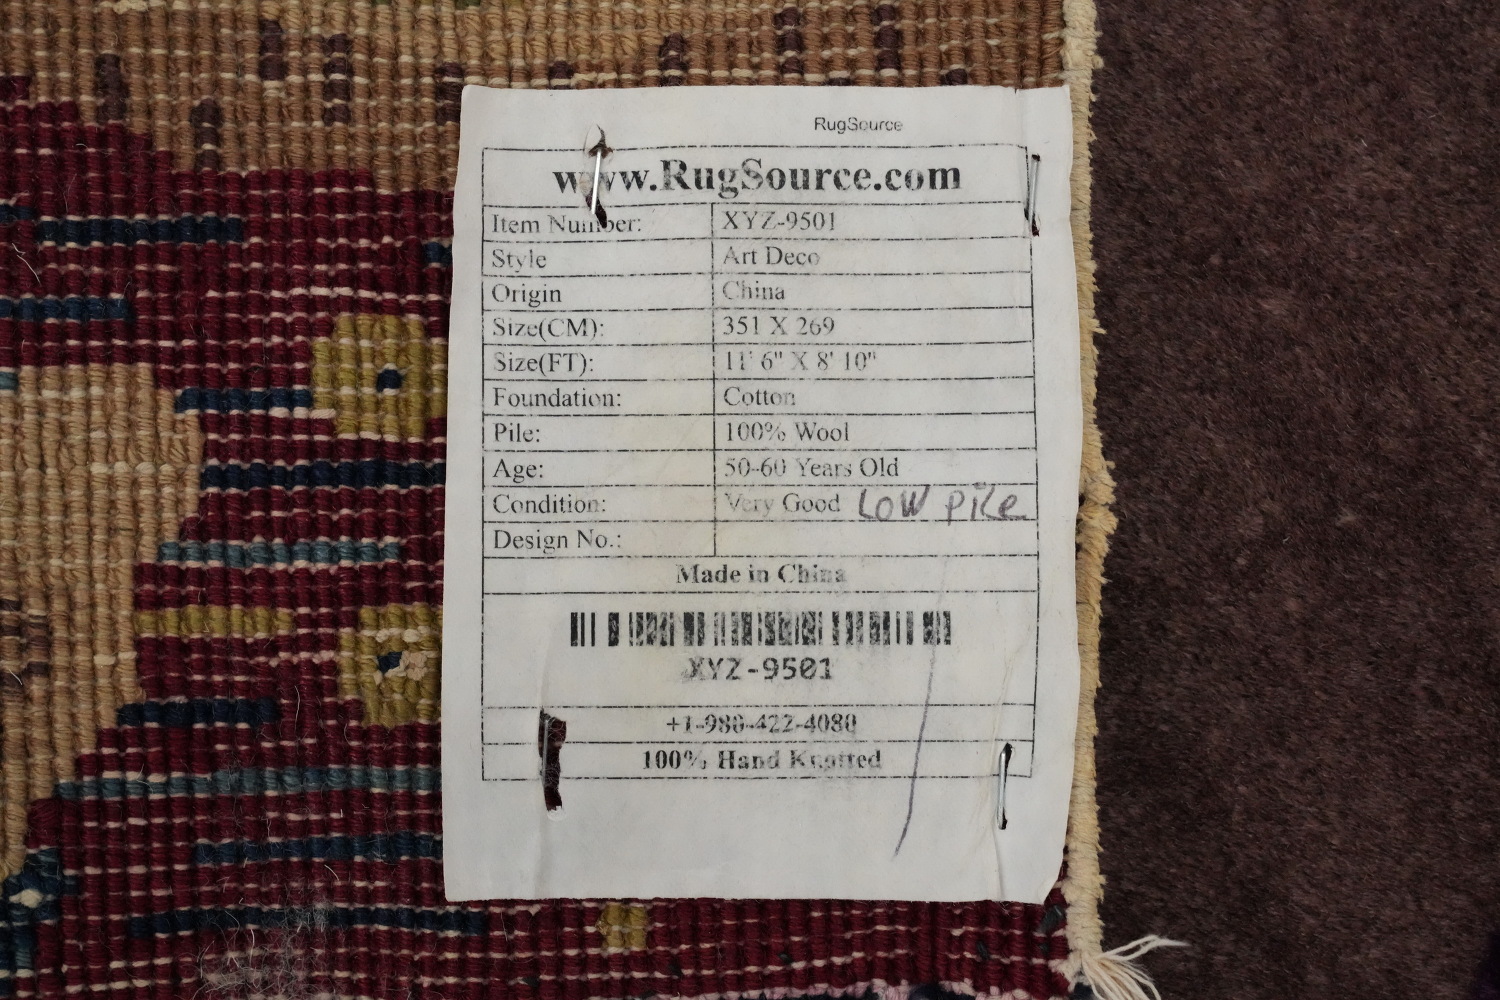 RugSource
www.RugSource.com
Item Number: XYZ-9501
Style Art Deco
Origin China
Size(CM): 351 X 269
Size(FT): 11' 6" X 8' 10"
Foundation: Cotton
Pile: 100% Wool
Age: 50-60 Years Old
Condition: Very Good Low pile
Design No.:
Made in China
XYZ-9501
+1-980-422-4080
100% Hand Knotted